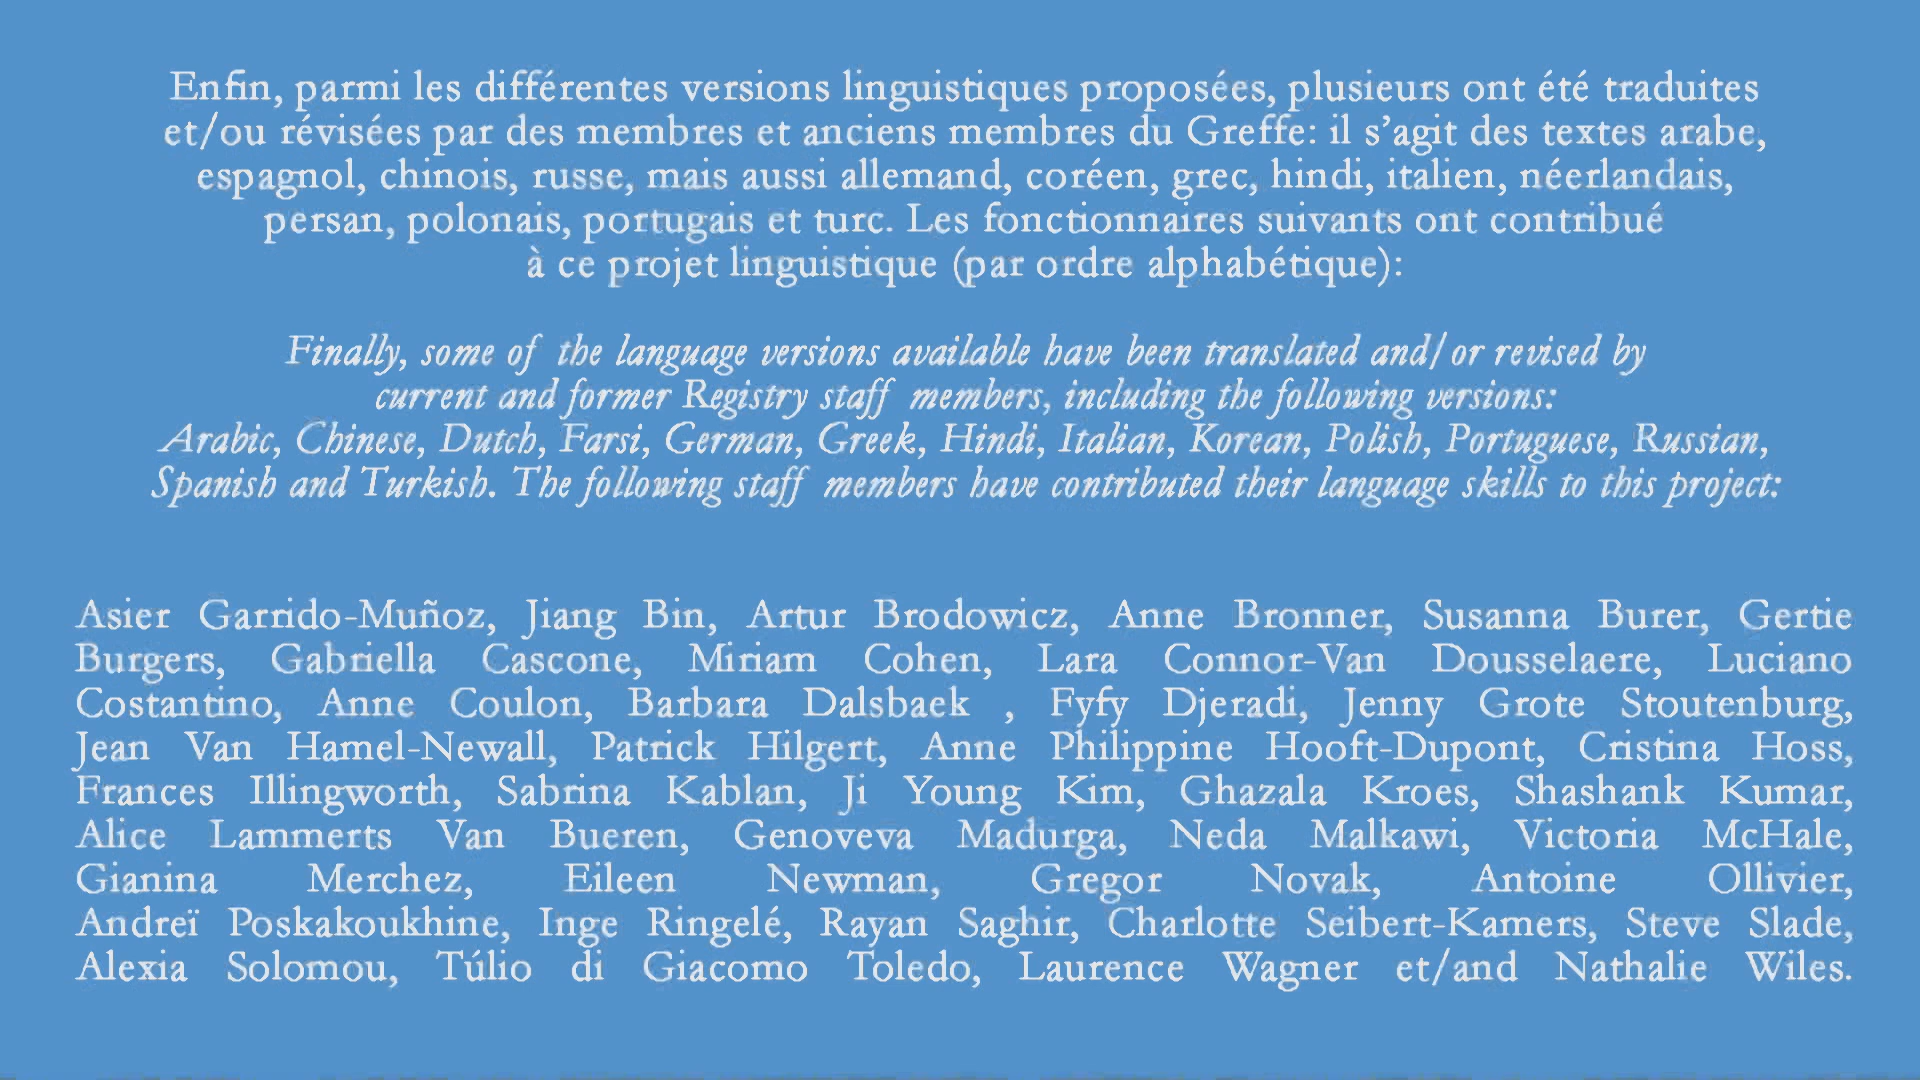 Enfin, parmi les différentes versions linguistiques proposées, plusieurs ont été traduites
et/ou révisées par des membres et anciens membres du Greffe: il s’agit des textes arabe,
espagnol, chinois, russe, mais aussi allemand, coréen, grec, hindi, italien, néerlandais,
persan, polonais, portugais et turc. Les fonctionnaires suivants ont contribué
à ce projet linguistique (par ordre alphabétique):
Finally, some of the language versions available have been translated and/or revised by
current and former Registry staff members, including the following versions:
Arabic, Chinese, Dutch, Farsi, German, Greek, Hindi, Italian, Korean, Polish, Portuguese, Russian,
Spanish and Turkish. The following staff members have contributed their language skills to this project:
Asier Garrido-Muñoz, Jiang Bin, Artur Brodowicz, Anne Bronner, Susanna Burer, Gertie
Burgers, Gabriella Cascone, Miriam Cohen, Lara Connor-Van Dousselaere, Luciano
Costantino, Anne Coulon, Barbara Dalsbaek , Fyfy Djeradi, Jenny Grote Stoutenburg,
Jean Van Hamel-Newall, Patrick Hilgert, Anne Philippine Hooft-Dupont, Cristina Hoss,
Frances Illingworth, Sabrina Kablan, Ji Young Kim, Ghazala Kroes, Shashank Kumar,
Alice Lammerts Van Bueren, Genoveva Madurga, Neda Malkawi, Victoria McHale,
Gianina Merchez, Eileen Newman, Gregor Novak, Antoine Ollivier,
Andreï Poskakoukhine, Inge Ringelé, Rayan Saghir, Charlotte Seibert-Kamers, Steve Slade,
Alexia Solomou, Túlio di Giacomo Toledo, Laurence Wagner et/and Nathalie Wiles.